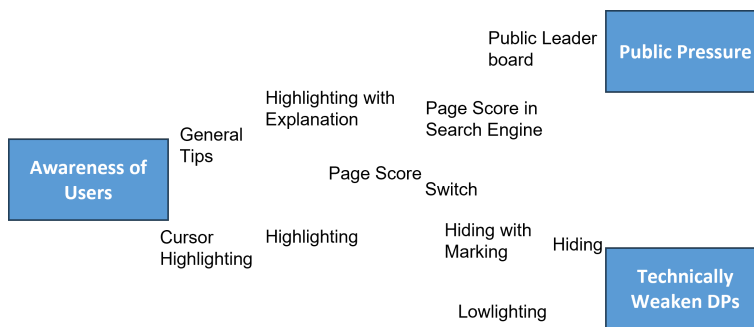 Public Leader
board
Public Pressure
Highlighting with
Explanation
Page Score in
Search Engine
General
Tips
Awareness of
Users
Page Score
Switch
Cursor
Highlighting
Highlighting
Hiding with
Marking
Hiding
Technically
Weaken DPs
Lowlighting